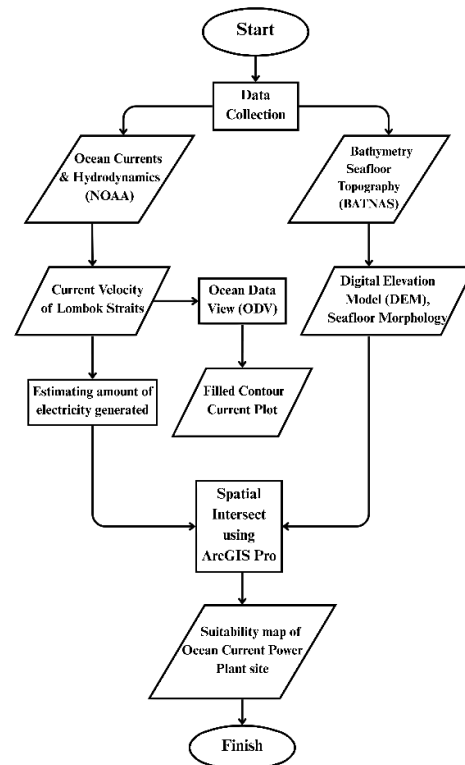 Start
Data
Collection
Ocean Currents
& Hydrodynamics
(NOAA)
Bathymetry
Seafloor
Topography
(BATNAS)
Current Velocity
of Lombok Straits
Ocean Data
View (ODV)
Digital Elevation
Model (DEM),
Seafloor Morphology
Estimating amount of
electricity generated
Filled Contour
Current Plot
Spatial
Intersect
using
ArcGIS Pro
Suitability map of
Ocean Current Power
Plant site
Finish